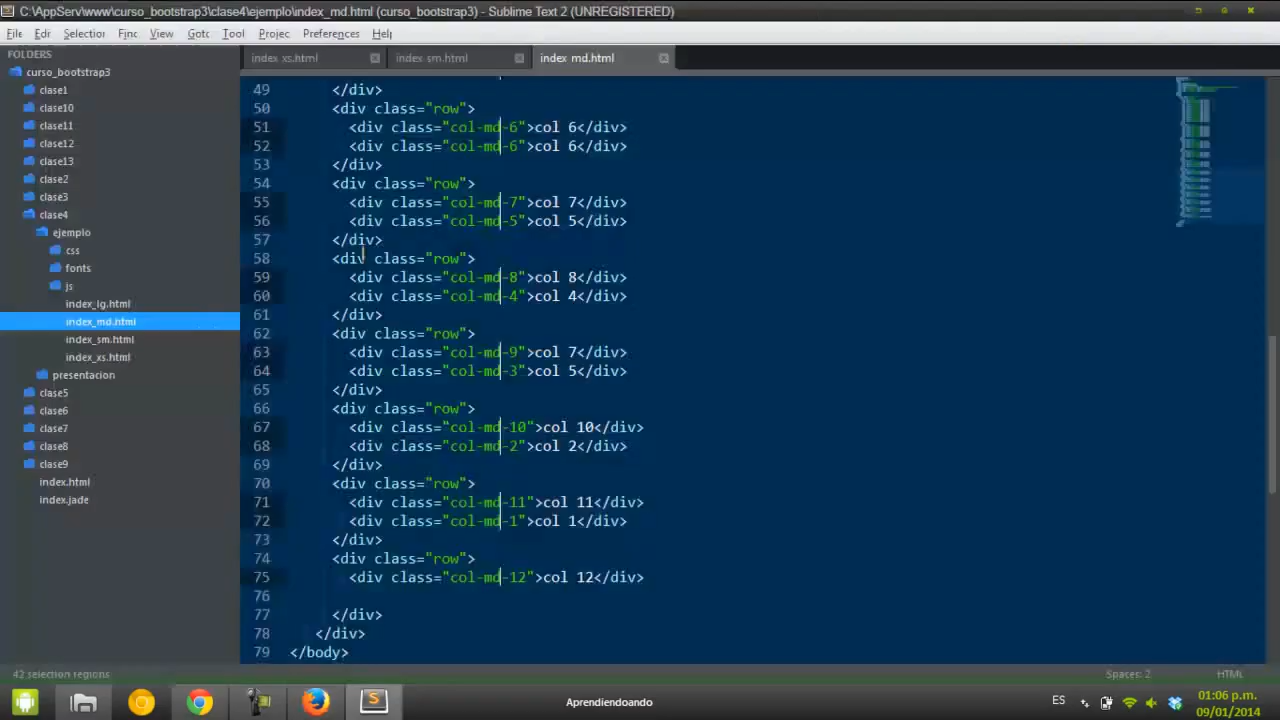 C:\AppServ\www\curso_bootstrap3\clase4\ejemplo\index_md.html (curso_bootstrap3) - Sublime Text 2 (UNREGISTERED)
File Edi Selection Finc View Goto Tool Projec Preferences Help
FOLDERS
curso_bootstrap3
clase1
clase10
clase11
clase12
clase13
clase2
clase3
clase4
ejemplo
css
fonts
js
index_lg.html
index_md.html
index_sm.html
index_xs.html
presentacion
clase5
clase6
clase7
clase8
clase9
index.html
index.jade
index xs.html index sm.html index md.html
49 </div>
50 <div class="row">
51 <div class="col-md-6">col 6</div>
52 <div class="col-md-6">col 6</div>
53 </div>
54 <div class="row">
55 <div class="col-md-7">col 7</div>
56 <div class="col-md-5">col 5</div>
57 </div>
58 <div class="row">
59 <div class="col-md-8">col 8</div>
60 <div class="col-md-4">col 4</div>
61 </div>
62 <div class="row">
63 <div class="col-md-9">col 7</div>
64 <div class="col-md-3">col 5</div>
65 </div>
66 <div class="row">
67 <div class="col-md-10">col 10</div>
68 <div class="col-md-2">col 2</div>
69 </div>
70 <div class="row">
71 <div class="col-md-11">col 11</div>
72 <div class="col-md-1">col 1</div>
73 </div>
74 <div class="row">
75 <div class="col-md-12">col 12</div>
76
77 </div>
78 </div>
79 </body>
42 selection regions Spaces: 2 HTML
Aprendiendoando
ES
01:06 p.m.
09/01/2014